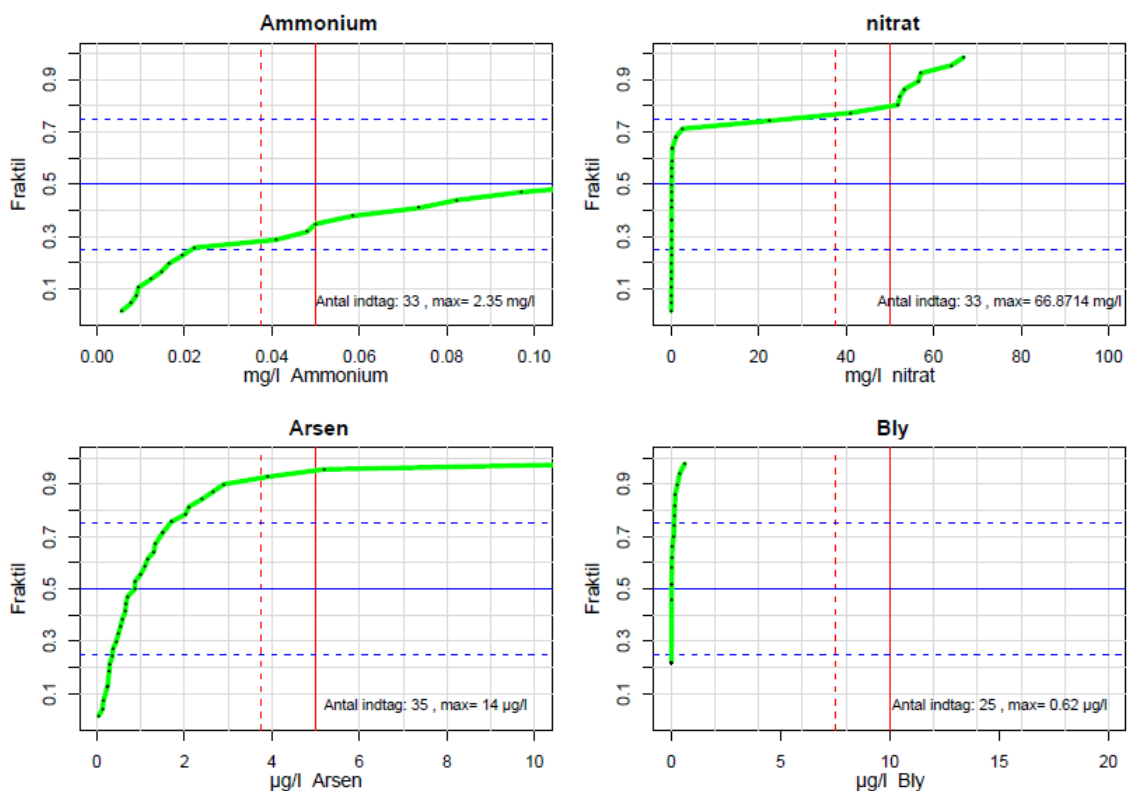 Ammonium
Fraktil
0.1 0.3 0.5 0.7 0.9
Antal indtag: 33 , max= 2.35 mg/l
0.00 0.02 0.04 0.06 0.08 0.10
mg/l Ammonium
nitrat
Fraktil
0.1 0.3 0.5 0.7 0.9
Antal indtag: 33 , max= 66.8714 mg/l
0 20 40 60 80 100
mg/l nitrat
Arsen
Fraktil
0.1 0.3 0.5 0.7 0.9
Antal indtag: 35 , max= 14 µg/l
0 2 4 6 8 10
µg/l Arsen
Bly
Fraktil
0.1 0.3 0.5 0.7 0.9
Antal indtag: 25 , max= 0.62 µg/l
0 5 10 15 20
µg/l Bly